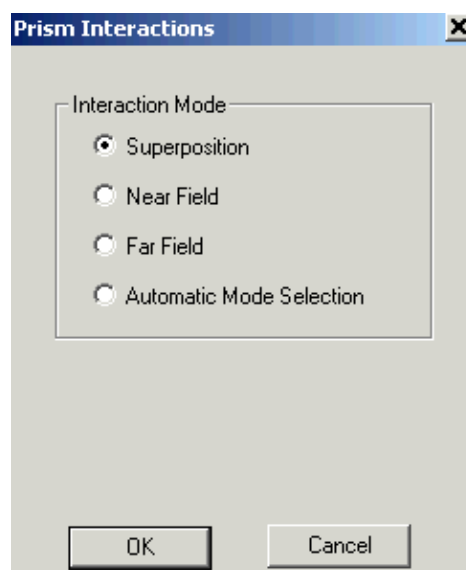 Prism Interactions
Interaction Mode
Superposition
Near Field
Far Field
Automatic Mode Selection
OK Cancel